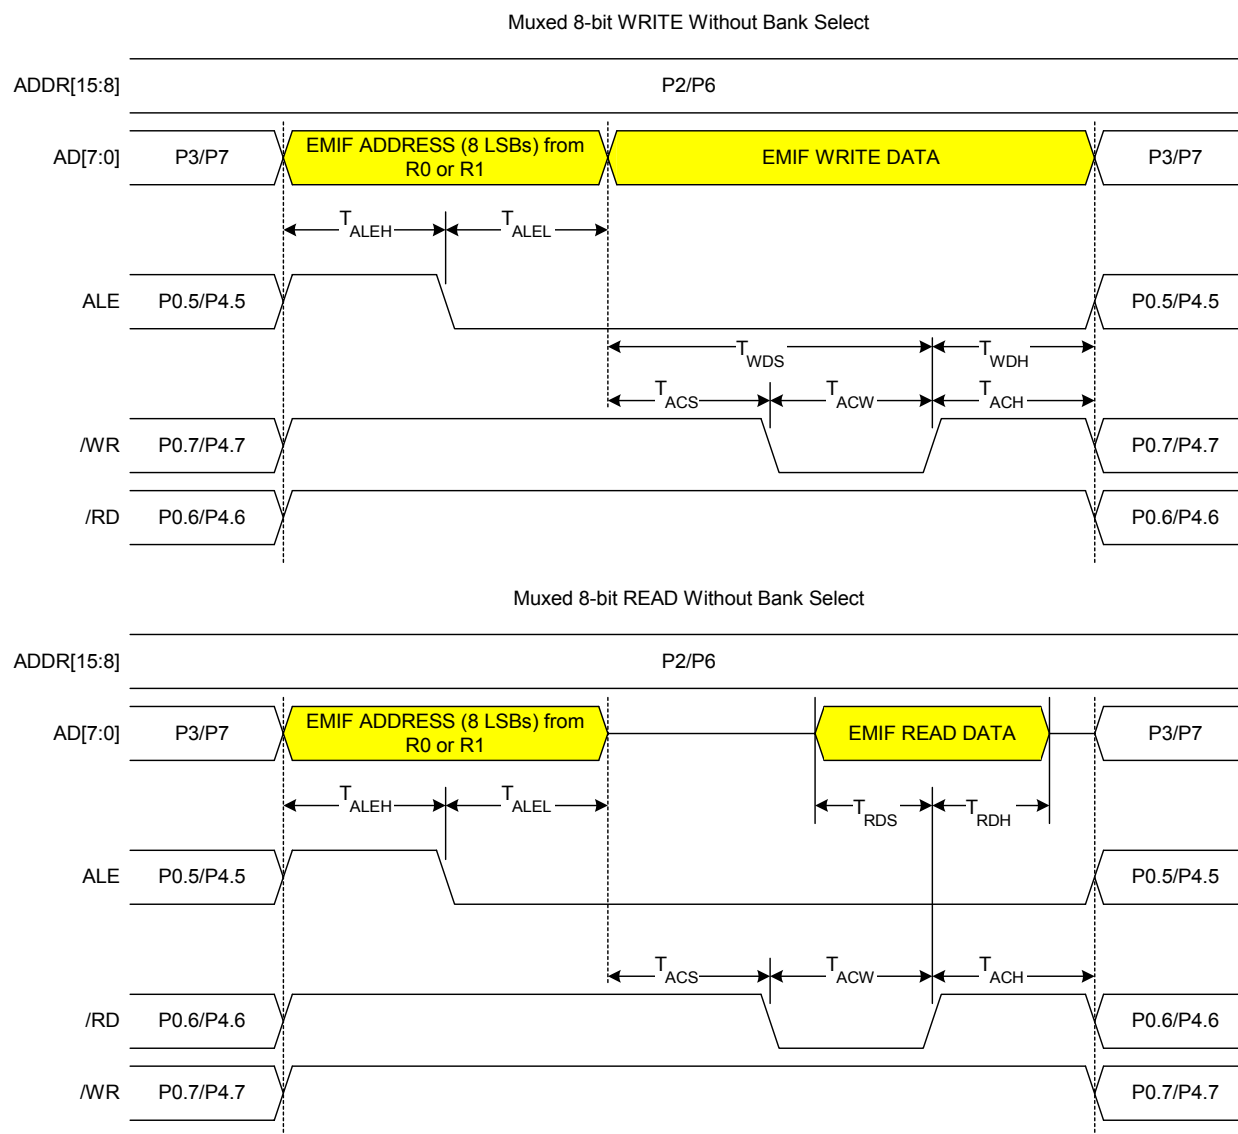 Muxed 8-bit WRITE Without Bank Select
ADDR[15:8] P2/P6
AD[7:0] P3/P7 EMIF ADDRESS (8 LSBs) from EMIF WRITE DATA P3/P7
R0 or R1
TALEH TALEL
ALE P0.5/P4.5 P0.5/P4.5
TWDS TWDH
TACS TACW TACH
/WR P0.7/P4.7 P0.7/P4.7
/RD P0.6/P4.6 P0.6/P4.6
Muxed 8-bit READ Without Bank Select
ADDR[15:8] P2/P6
AD[7:0] P3/P7 EMIF ADDRESS (8 LSBs) from EMIF READ DATA P3/P7
R0 or R1
TALEH TALEL TRDS TRDH
ALE P0.5/P4.5 P0.5/P4.5
TACS TACW TACH
/RD P0.6/P4.6 P0.6/P4.6
/WR P0.7/P4.7 P0.7/P4.7